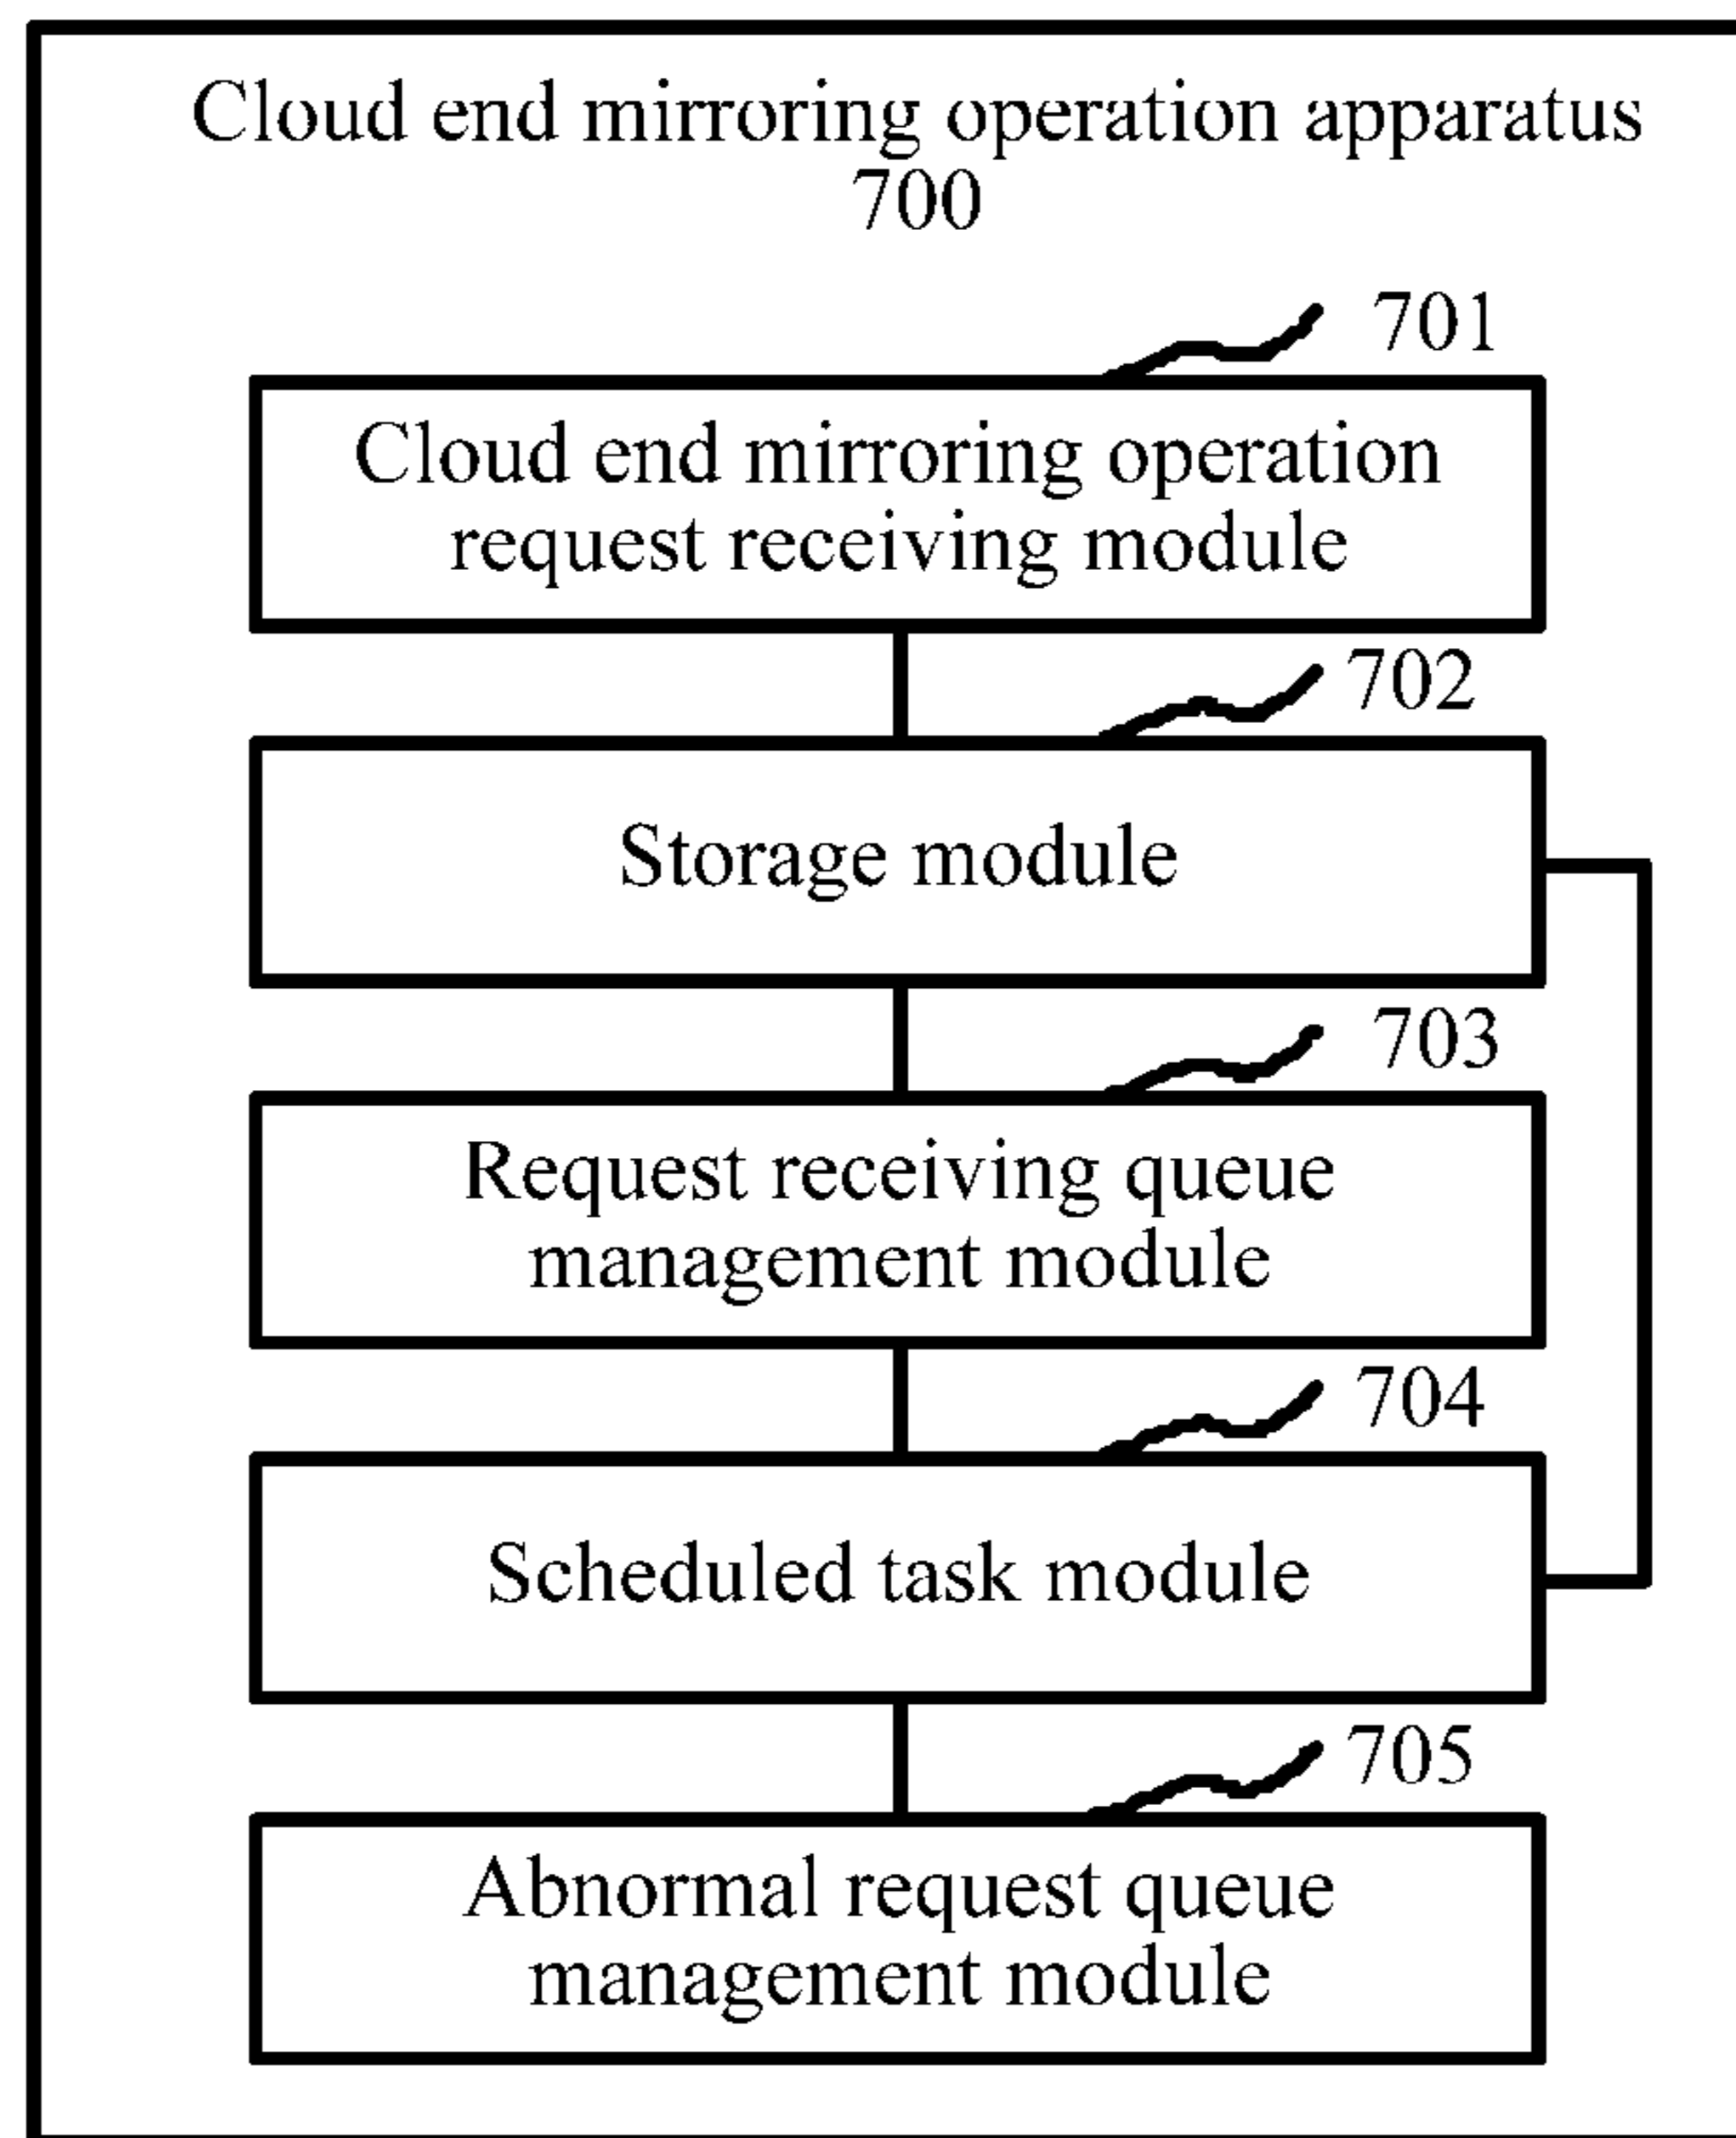 Cloud end mirroring operation apparatus
700
701
Cloud end mirroring operation
request receiving module
702
Storage module
703
Request receiving queue
management module
704
Scheduled task module
705
Abnormal request queue
management module